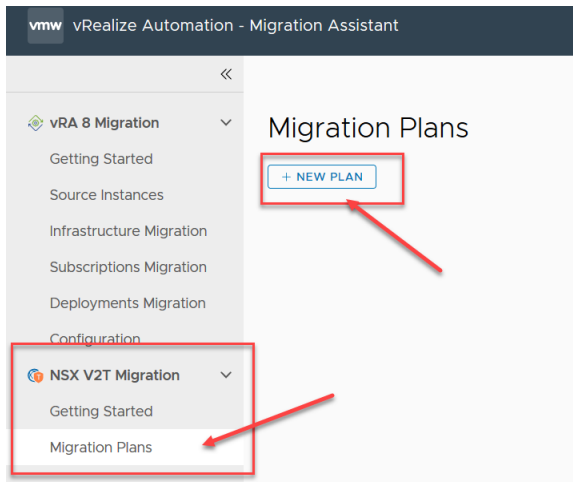 vmw vRealize Automation - Migration Assistant
vRA 8 Migration
Getting Started
Source Instances
Infrastructure Migration
Subscriptions Migration
Deployments Migration
Configuration
NSX V2T Migration
Getting Started
Migration Plans
Migration Plans
+ NEW PLAN